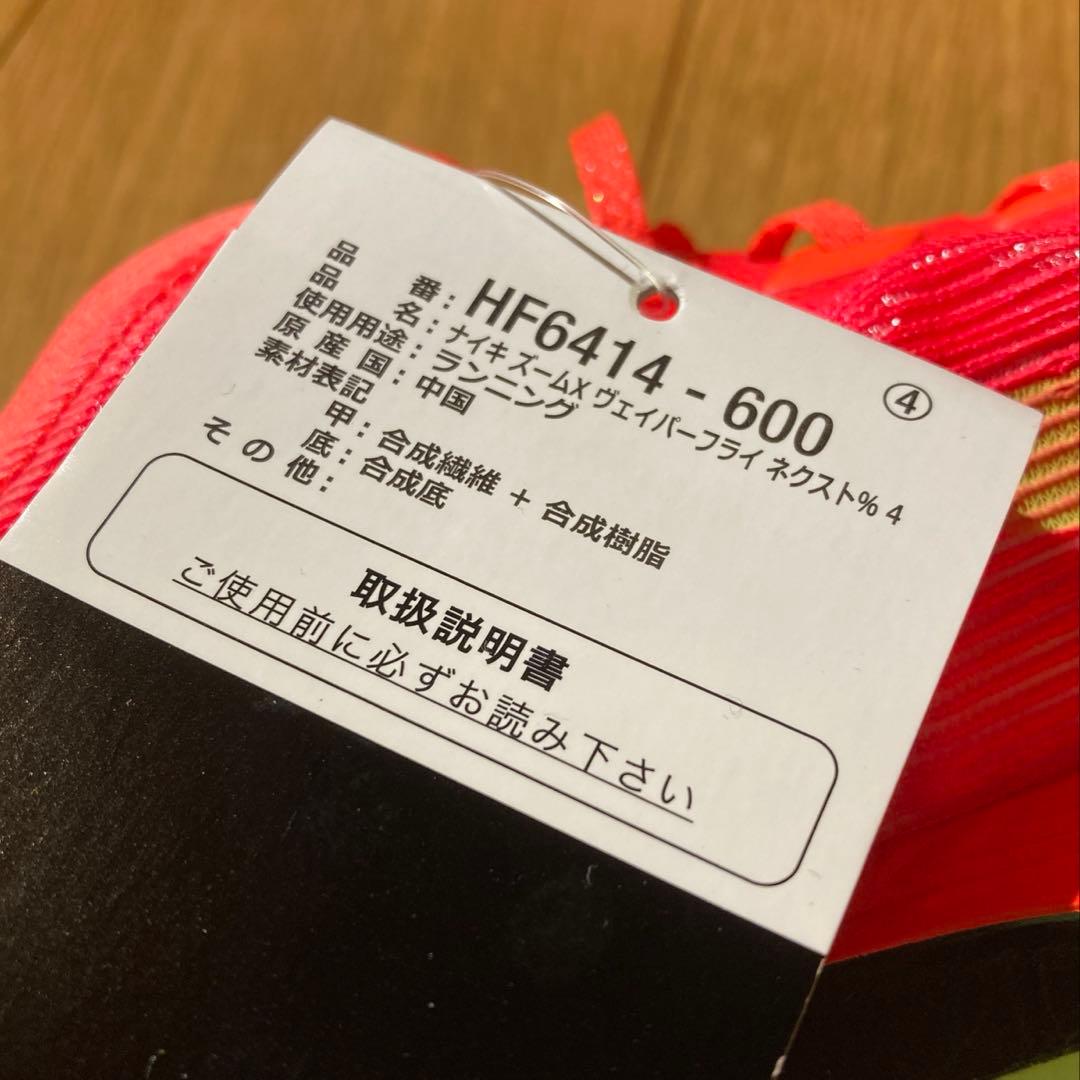 品 番: HF6414 - 600 ④
品 名: ナイキ ズームX ヴェイパーフライ ネクスト% 4
使用用途: ランニング
原産国: 中国
素材表記
甲: 合成繊維 + 合成樹脂
底: 合成底
その他:
取扱説明書
ご使用前に必ずお読み下さい